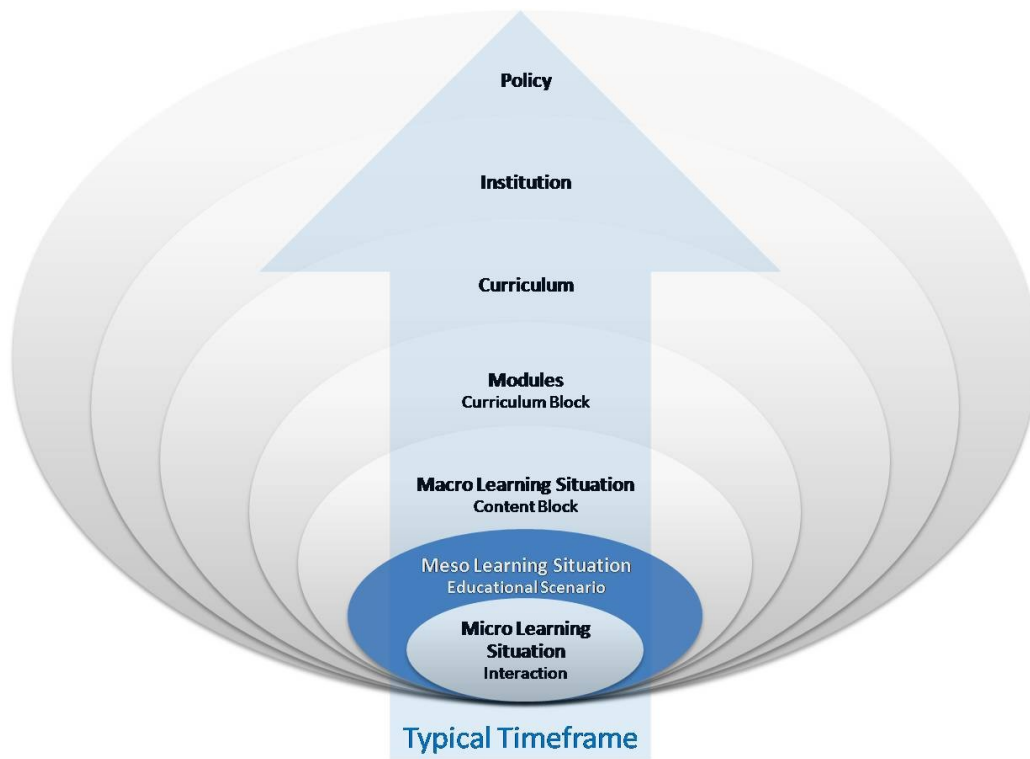 Policy
Institution
Curriculum
Modules
Curriculum Block
Macro Learning Situation
Content Block
Meso Learning Situation
Educational Scenario
Micro Learning
Situation
Interaction
Typical Timeframe